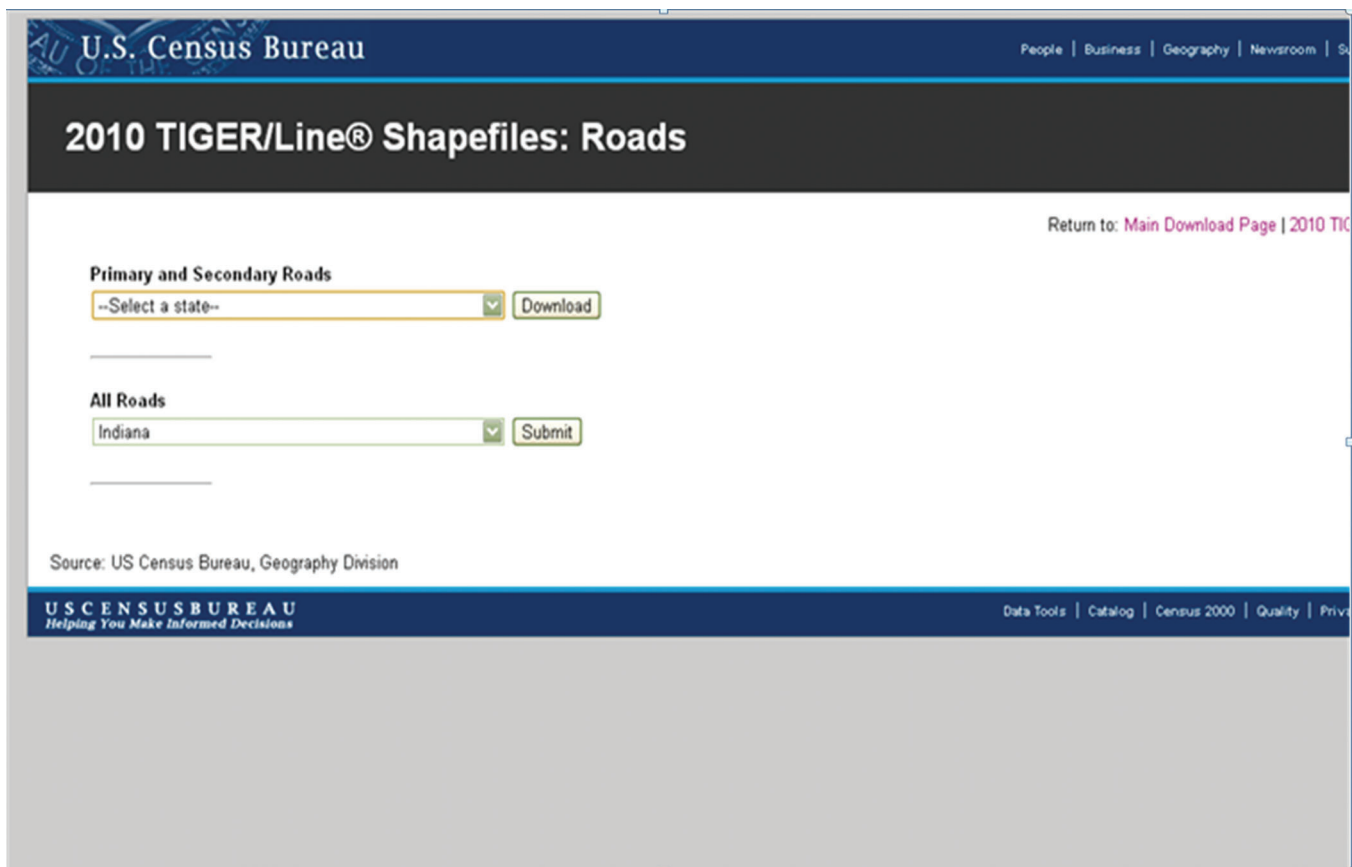 U.S. Census Bureau
People | Business | Geography | Newsroom |
2010 TIGER/Line® Shapefiles: Roads
Return to: Main Download Page | 2010
Primary and Secondary Roads
--Select a state-- Download
All Roads
Indiana Submit
Source: US Census Bureau, Geography Division
USCENSUSBUREAU
Helping You Make Informed Decisions
Data Tools | Catalog | Census 2000 | Quality |